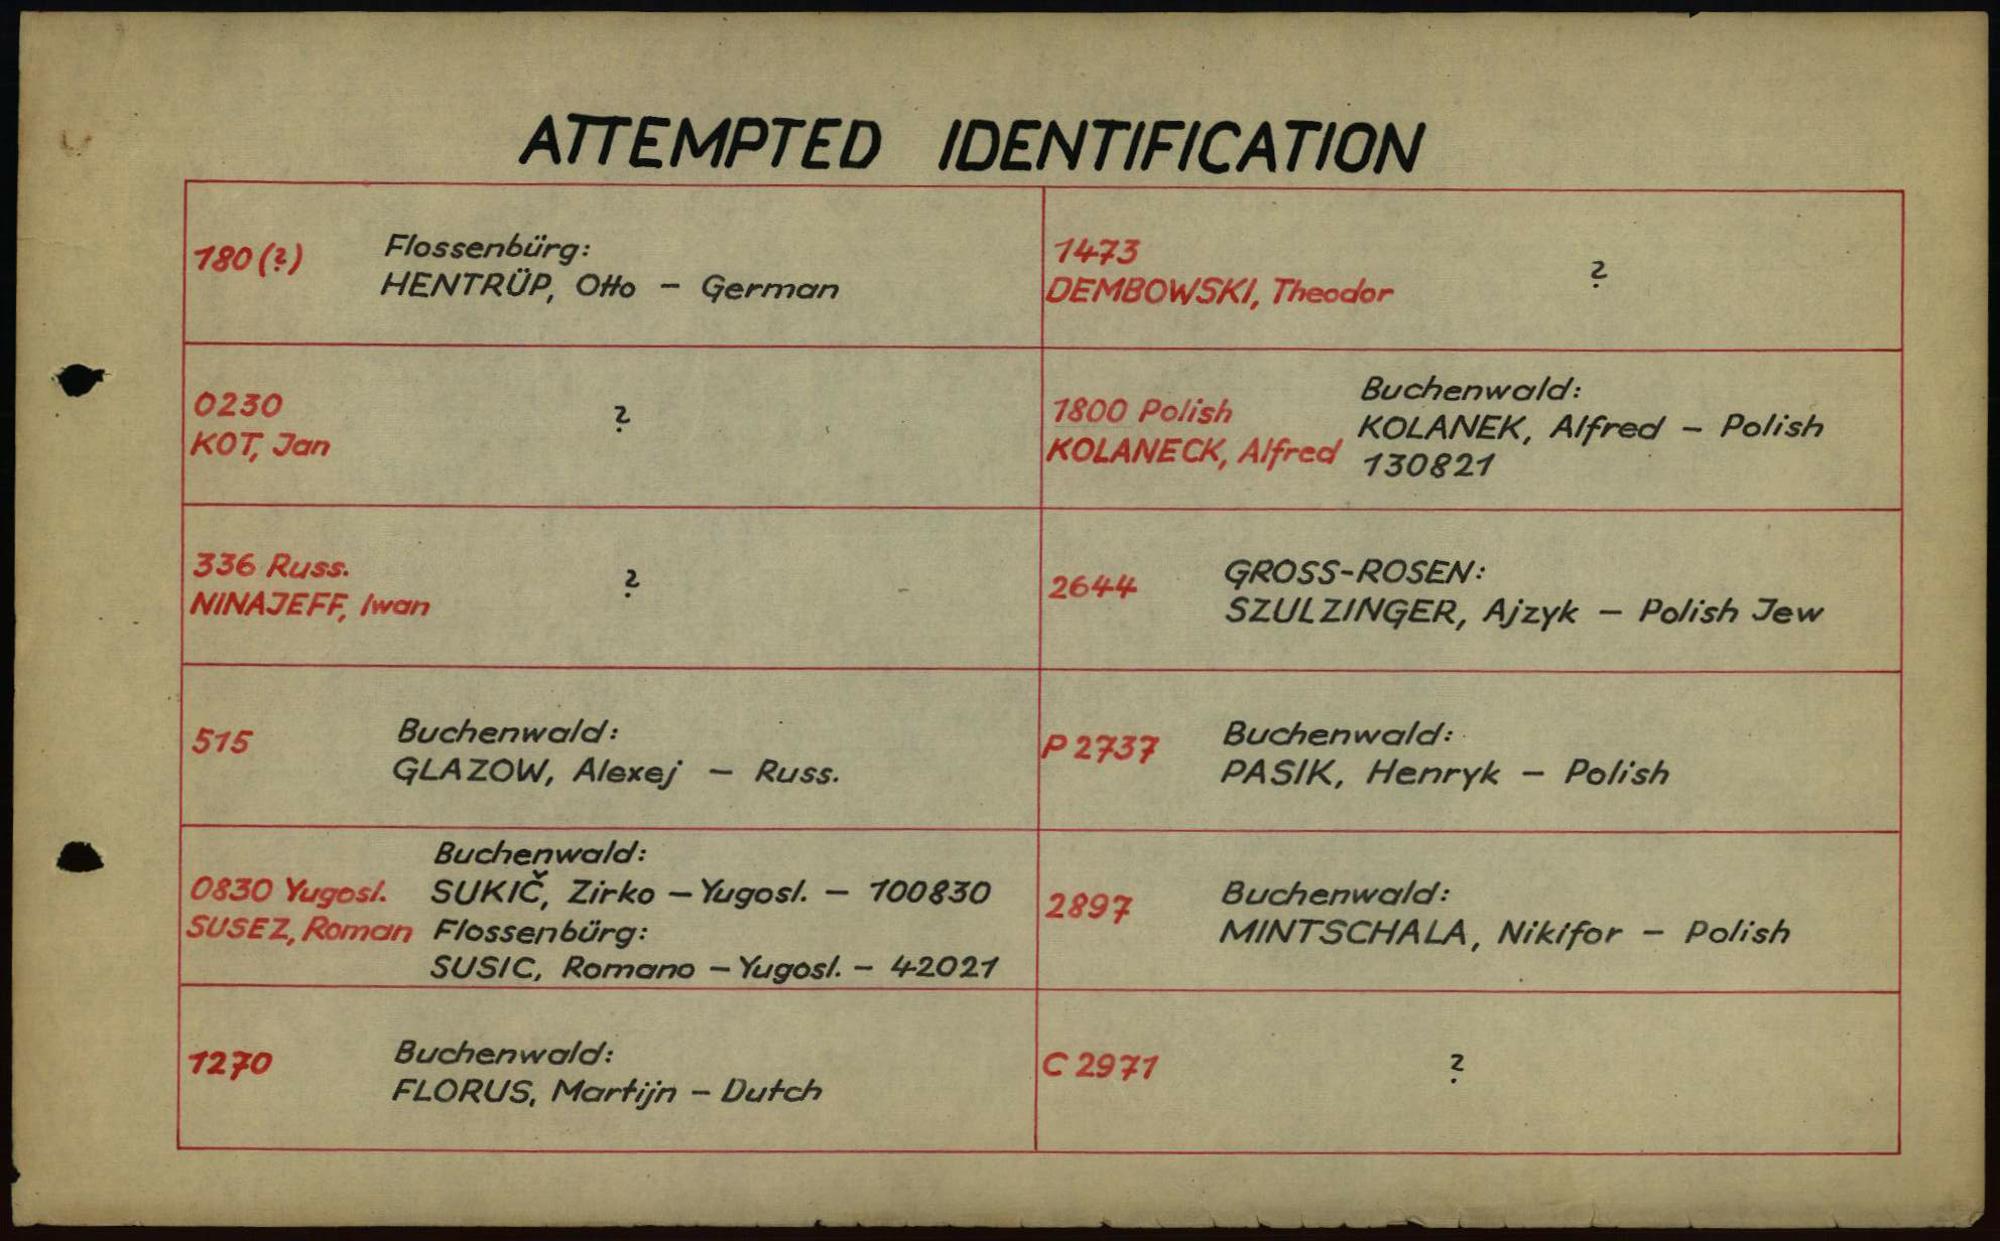 ATTEMPTED IDENTIFICATION
180 (?)
Flossenbürg:
HENTRÜP, Otto – German
0230
KOT, Jan
?
336 Russ.
NINAJEFF, Iwan
?
515
Buchenwald:
GLAZOW, Alexej – Russ.
0830 Yugosl.
SUSEZ, Roman
Buchenwald:
SUKIČ, Zirko – Yugosl. – 100830
Flossenbürg:
SUSIC, Romano – Yugosl. – 42021
1270
Buchenwald:
FLORUS, Martijn – Dutch
1473
DEMBOWSKI, Theodor
?
1800 Polish
KOLANECK, Alfred
Buchenwald:
KOLANEK, Alfred – Polish
130821
2644
GROSS-ROSEN:
SZULZINGER, Ajzyk – Polish Jew
P 2737
Buchenwald:
PASIK, Henryk – Polish
2897
Buchenwald:
MINTSCHALA, Nikifor – Polish
C 2971
?